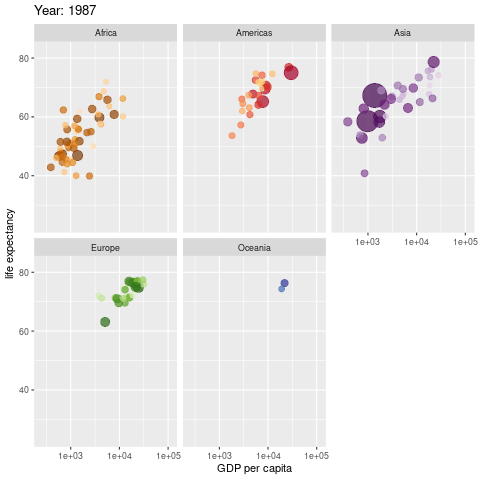 Year: 1987
Africa
Americas
Asia
80
60
40
1e+03
1e+04
1e+05
life expectancy
Europe
Oceania
80
60
40
1e+03
1e+04
1e+05
1e+03
1e+04
1e+05
GDP per capita